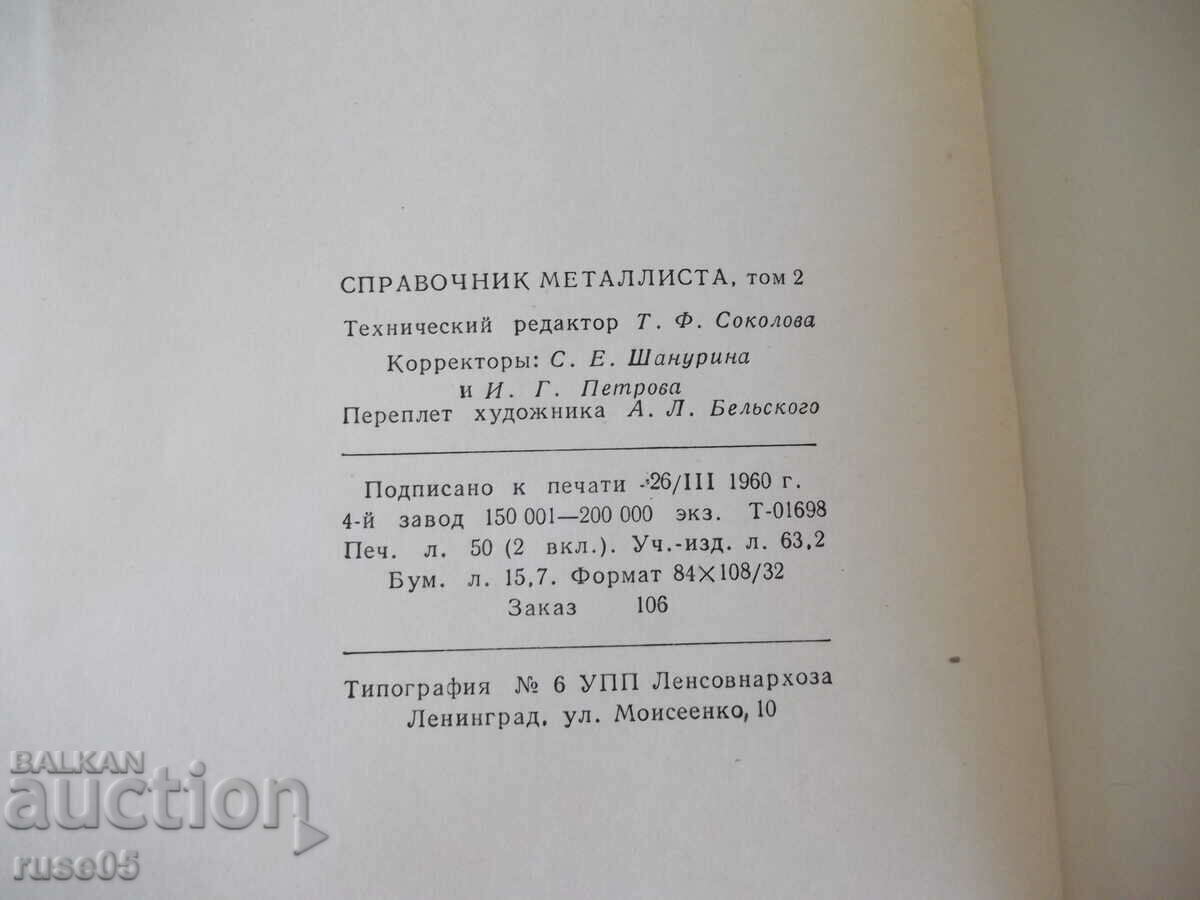 СПРАВОЧНИК МЕТАЛЛИСТА, том 2
Технический редактор Т. Ф. Соколова
Корректоры: С. Е. Шанурина
и И. Г. Петрова
Переплет художника А. Л. Бельского
Подписано к печати 26/III 1960 г.
4-й завод 150 001—200 000 экз. Т-01698
Печ. л. 50 (2 вкл.). Уч.-изд. л. 63,2
Бум. л. 15,7. Формат 84×108/32
Заказ 106
Типография № 6 УПП Ленсовнархоза
Ленинград, ул. Моисеенко, 10
BALKAN
auction
ruse05